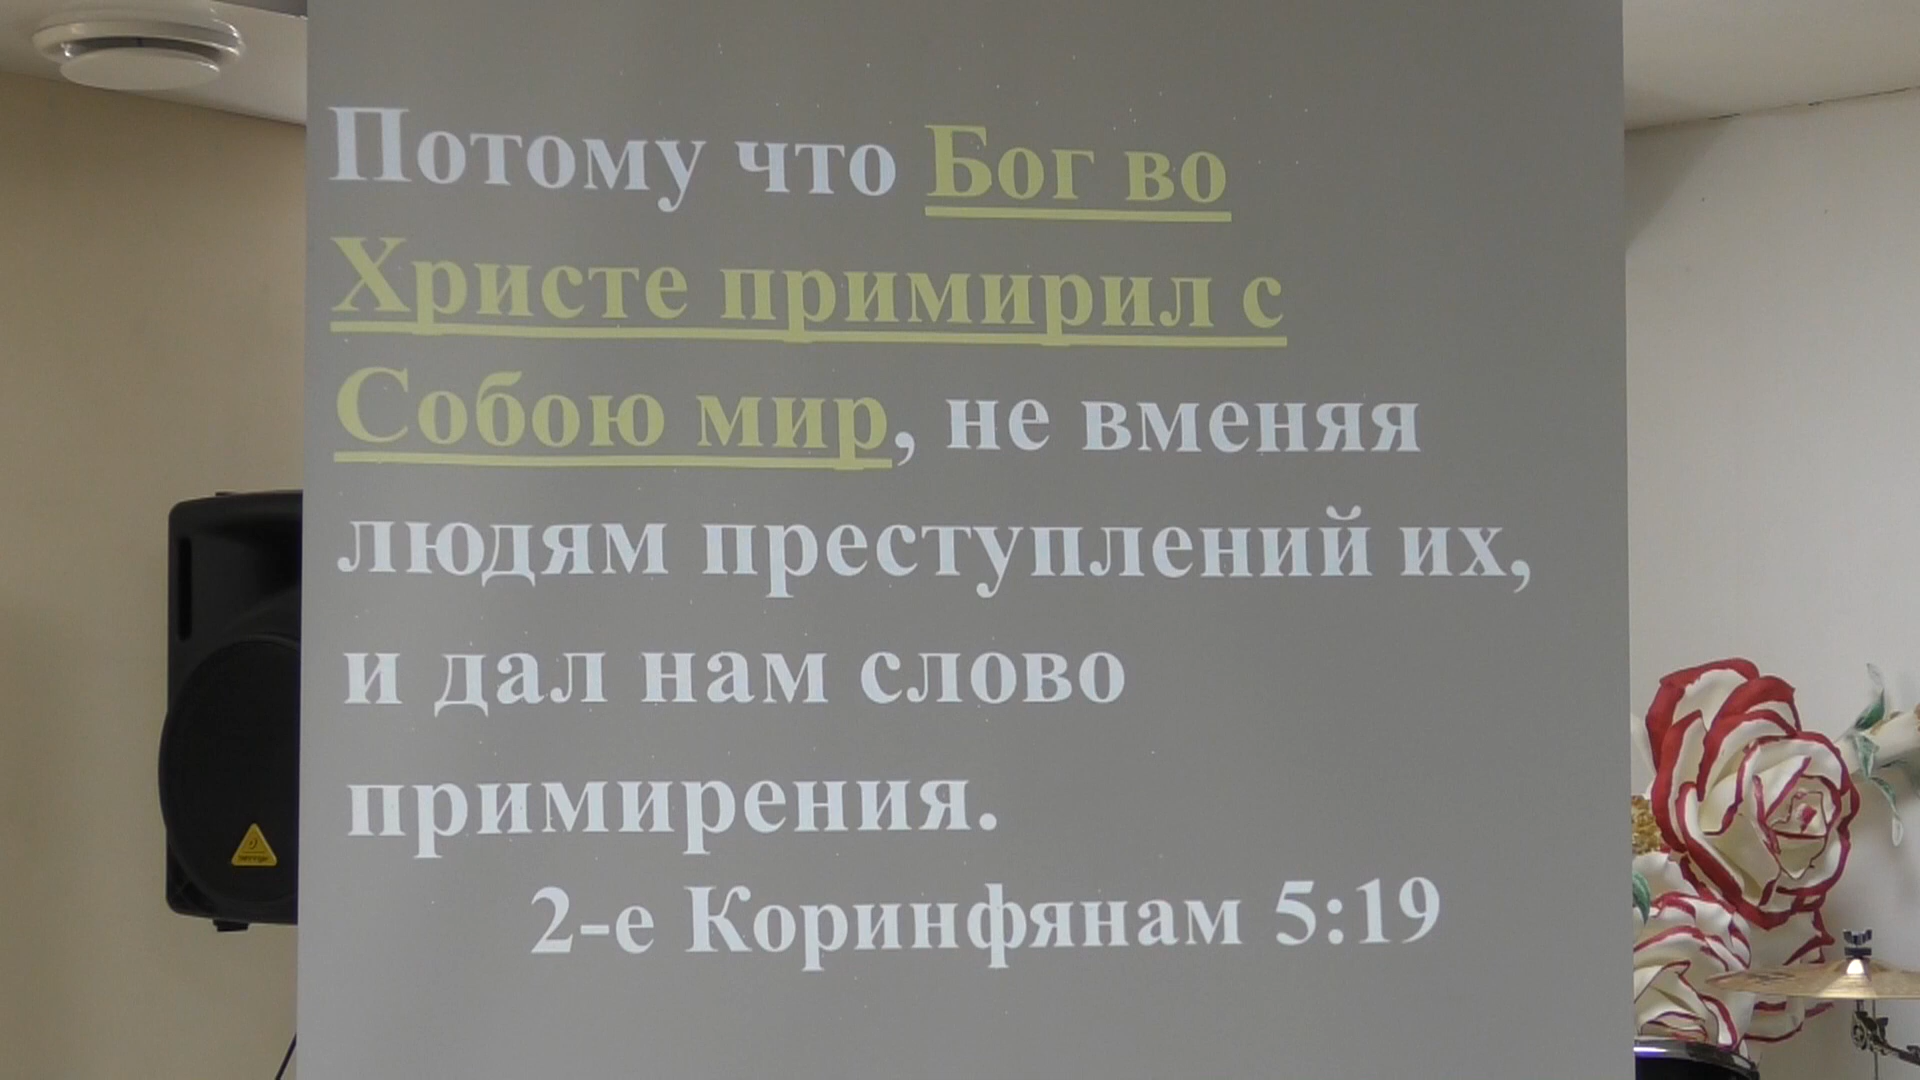 Потому что Бог во
Христе примирил с
Собою мир, не вменяя
людям преступлений их,
и дал нам слово
примирения.
2-е Коринфянам 5:19